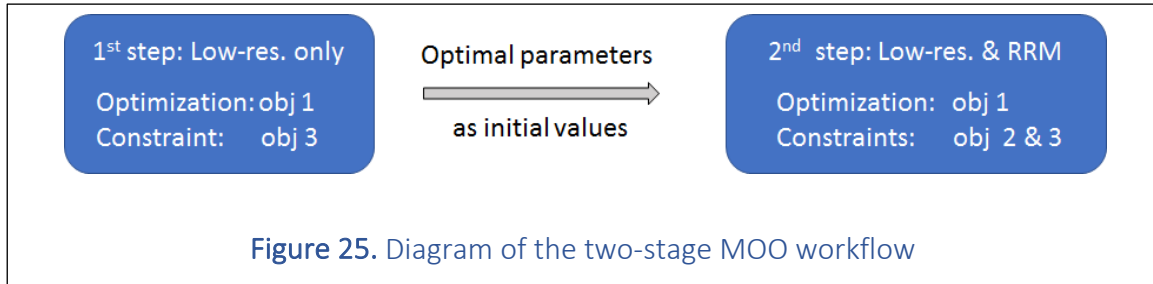 1st step: Low-res. only
Optimization: obj 1
Constraint: obj 3
Optimal parameters
as initial values
2nd step: Low-res. & RRM
Optimization: obj 1
Constraints: obj 2 & 3
Figure 25. Diagram of the two-stage MOO workflow